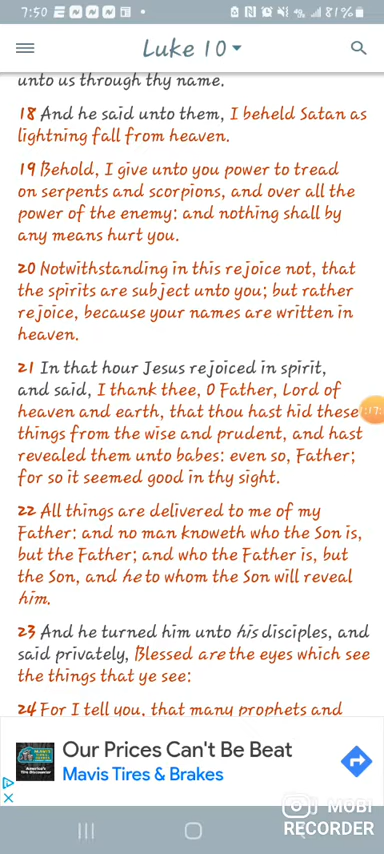 7:50
81%
Luke 10
unto us through thy name.
18 And he said unto them, I beheld Satan as
lightning fall from heaven.
19 Behold, I give unto you power to tread
on serpents and scorpions, and over all the
power of the enemy: and nothing shall by
any means hurt you.
20 Notwithstanding in this rejoice not, that
the spirits are subject unto you; but rather
rejoice, because your names are written in
heaven.
21 In that hour Jesus rejoiced in spirit,
and said, I thank thee, O Father, Lord of
heaven and earth, that thou hast hid these
things from the wise and prudent, and hast
revealed them unto babes: even so, Father;
for so it seemed good in thy sight.
22 All things are delivered to me of my
Father: and no man knoweth who the Son is,
but the Father; and who the Father is, but
the Son, and he to whom the Son will reveal
him.
23 And he turned him unto his disciples, and
said privately, Blessed are the eyes which see
the things that ye see:
24 For I tell you, that many prophets and
Our Prices Can't Be Beat
Mavis Tires & Brakes
MOBI
RECORDER